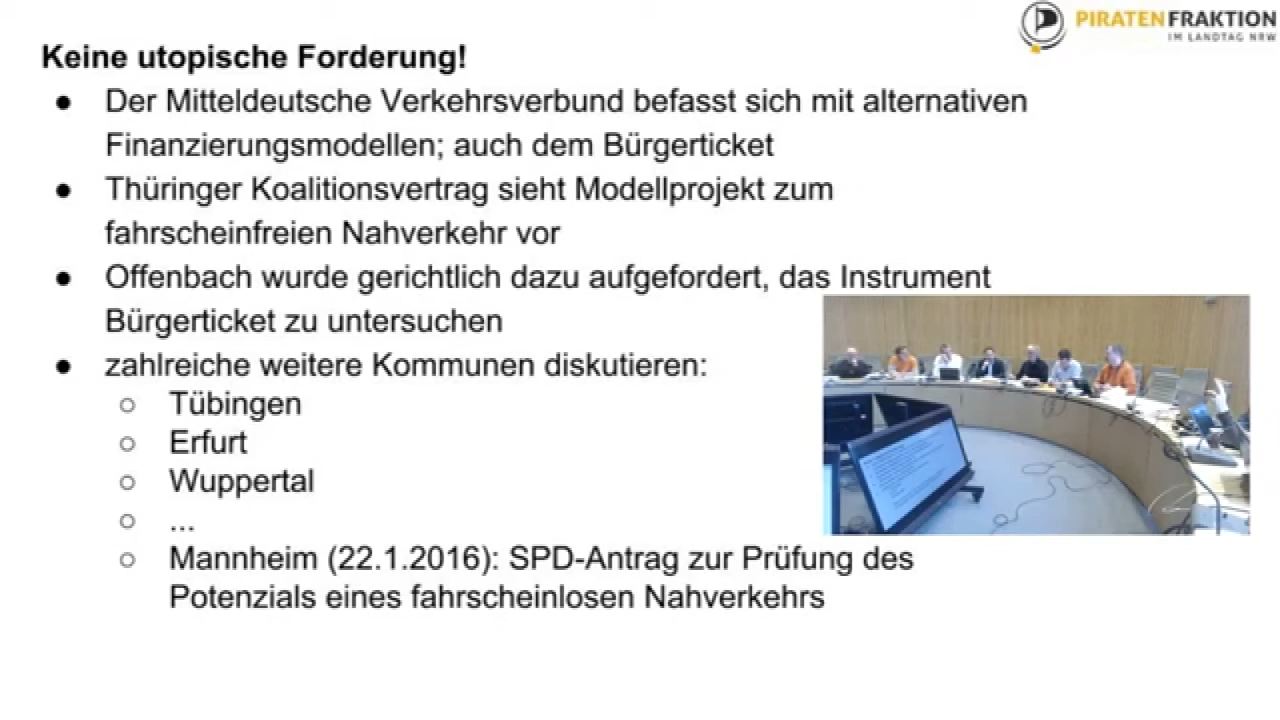 PIRATENFRAKTION
IM LANDTAG NRW
Keine utopische Forderung!
● Der Mitteldeutsche Verkehrsverbund befasst sich mit alternativen
Finanzierungsmodellen; auch dem Bürgerticket
● Thüringer Koalitionsvertrag sieht Modellprojekt zum
fahrscheinfreien Nahverkehr vor
● Offenbach wurde gerichtlich dazu aufgefordert, das Instrument
Bürgerticket zu untersuchen
● zahlreiche weitere Kommunen diskutieren:
○ Tübingen
○ Erfurt
○ Wuppertal
○ ...
○ Mannheim (22.1.2016): SPD-Antrag zur Prüfung des
Potenzials eines fahrscheinlosen Nahverkehrs